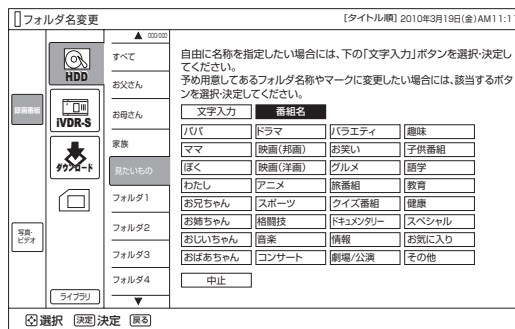 フォルダ名変更
[タイトル順] 2010年3月19日(金)AM11:11
000/000
録画番組
写真・ビデオ
HDD
iVDR-S
ダウンロード
ライブラリ
すべて
お父さん
お母さん
家族
見たいもの
フォルダ1
フォルダ2
フォルダ3
フォルダ4
自由に名称を指定したい場合には、下の「文字入力」ボタンを選択・決定し
てください。
予め用意してあるフォルダ名称やマークに変更したい場合には、該当するボタ
ンを選択・決定してください。
文字入力 番組名
パパ ドラマ バラエティ 趣味
ママ 映画(邦画) お笑い 子供番組
ぼく 映画(洋画) グルメ 語学
わたし アニメ 旅番組 教育
お兄ちゃん スポーツ クイズ番組 健康
お姉ちゃん 格闘技 ドキュメンタリー スペシャル
おじいちゃん 音楽 情報 お気に入り
おばあちゃん コンサート 劇場/公演 その他
中止
選択 決定 決定 戻る